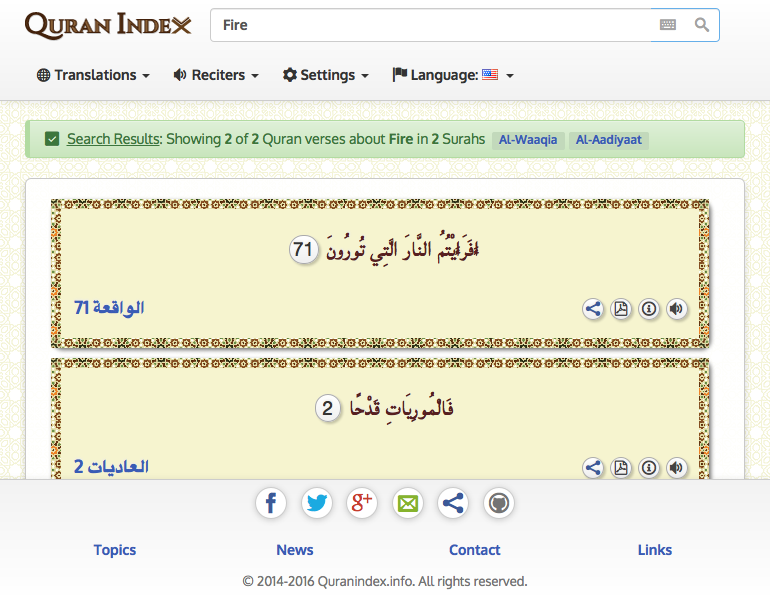 QURAN INDEX
Fire
Translations
Reciters
Settings
Language:
Search Results: Showing 2 of 2 Quran verses about Fire in 2 Surahs Al-Waaqia Al-Aadiyaat
أَفَرَأَيْتُمُ النَّارَ الَّتِي تُورُونَ 71
الواقعة 71
فَالْمُورِيَاتِ قَدْحًا 2
العاديات 2
Topics
News
Contact
Links
© 2014-2016 Quranindex.info. All rights reserved.